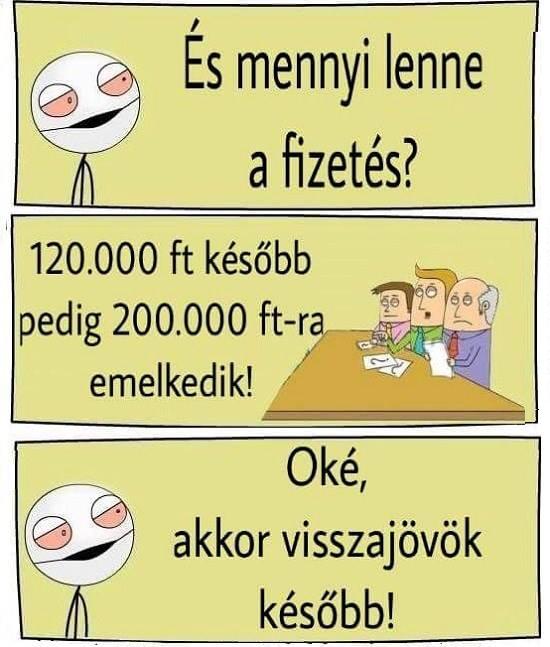 És mennyi lenne
a fizetés?
120.000 ft később
pedig 200.000 ft-ra
emelkedik!
Oké,
akkor visszajövök
később!